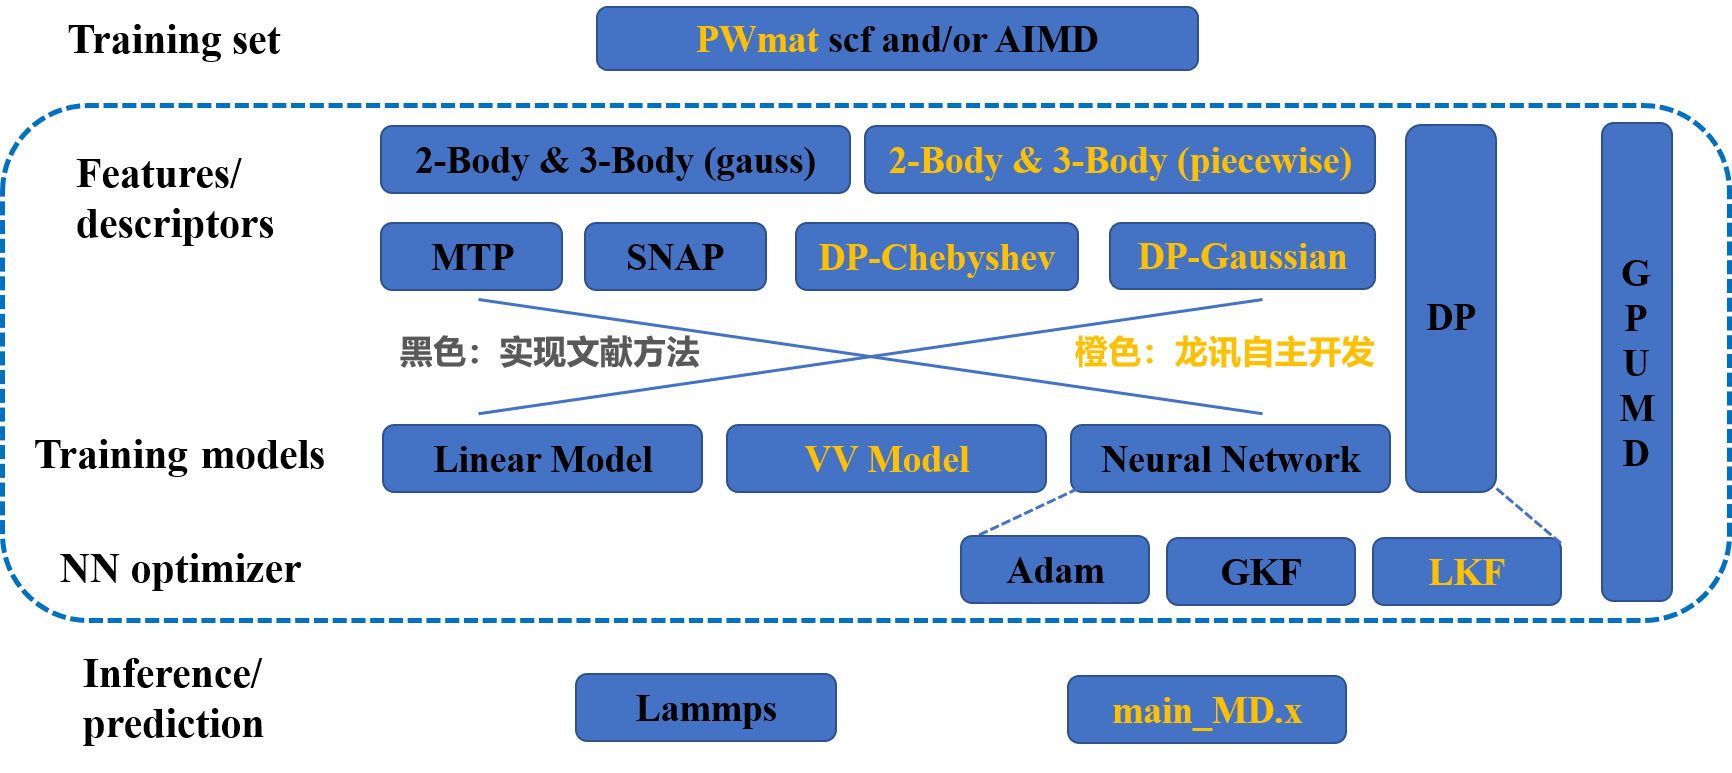 Training set
PWmat scf and/or AIMD
Features/
descriptors
2-Body & 3-Body (gauss)
2-Body & 3-Body (piecewise)
MTP
SNAP
DP-Chebyshev
DP-Gaussian
DP
G
P
U
M
D
黑色：实现文献方法
橙色：龙讯自主开发
Training models
Linear Model
VV Model
Neural Network
NN optimizer
Adam
GKF
LKF
Inference/
prediction
Lammps
main_MD.x